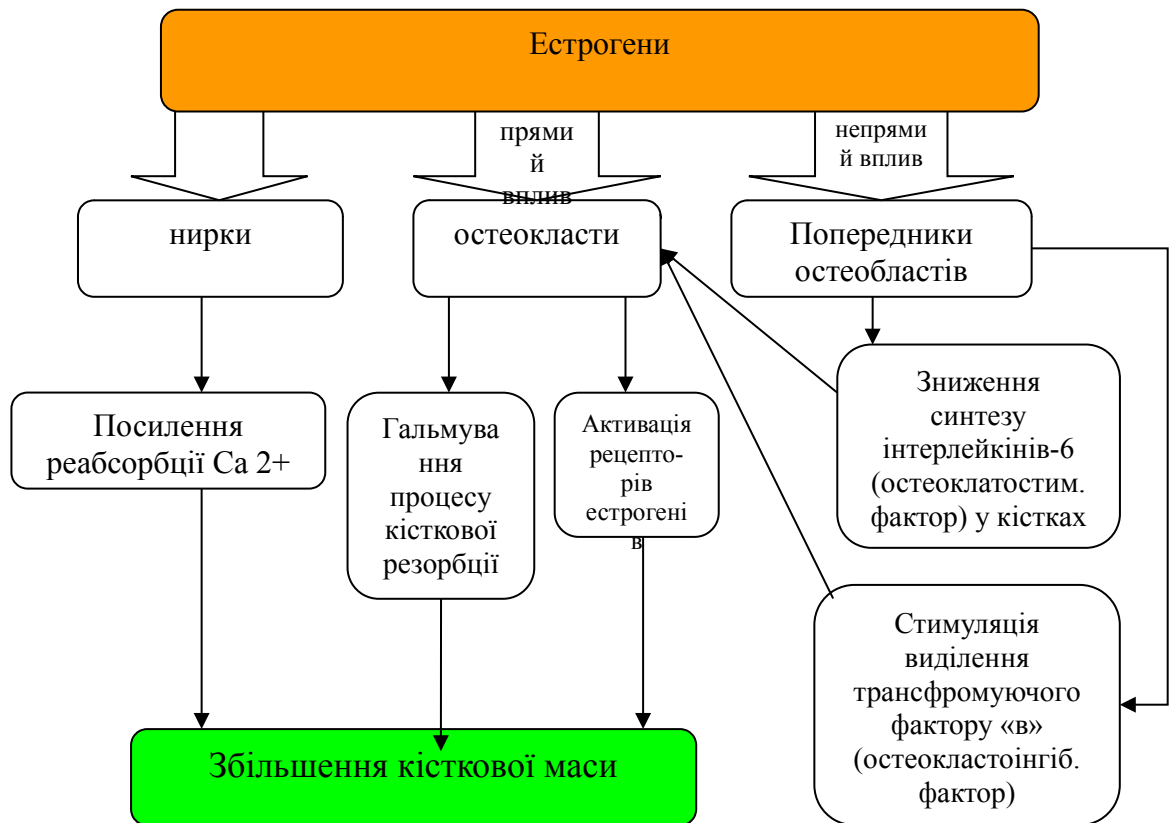 Естрогени
прями
й
вплив
непрями
й вплив
нирки
остеокласти
Попередники
остеобластів
Посилення
реабсорбції Ca 2+
Гальмува
ння
процесу
кісткової
резорбції
Активація
рецепто-
рів
естрогені
в
Зниження
синтезу
інтерлейкінів-6
(остеоклатостим.
фактор) у кістках
Стимуляція
виділення
трансфромуючого
фактору «в»
(остеокластоінгіб.
фактор)
Збільшення кісткової маси